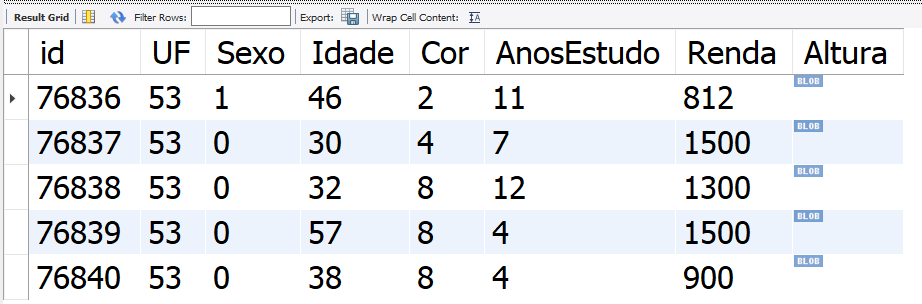 Result Grid Filter Rows: Export: Wrap Cell Content: IA
id UF Sexo Idade Cor AnosEstudo Renda Altura
76836 53 1 46 2 11 812 BLOB
76837 53 0 30 4 7 1500 BLOB
76838 53 0 32 8 12 1300 BLOB
76839 53 0 57 8 4 1500 BLOB
76840 53 0 38 8 4 900 BLOB